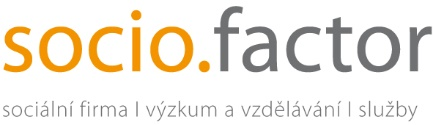 socio.factor
sociální firma | výzkum a vzdělávání | služby